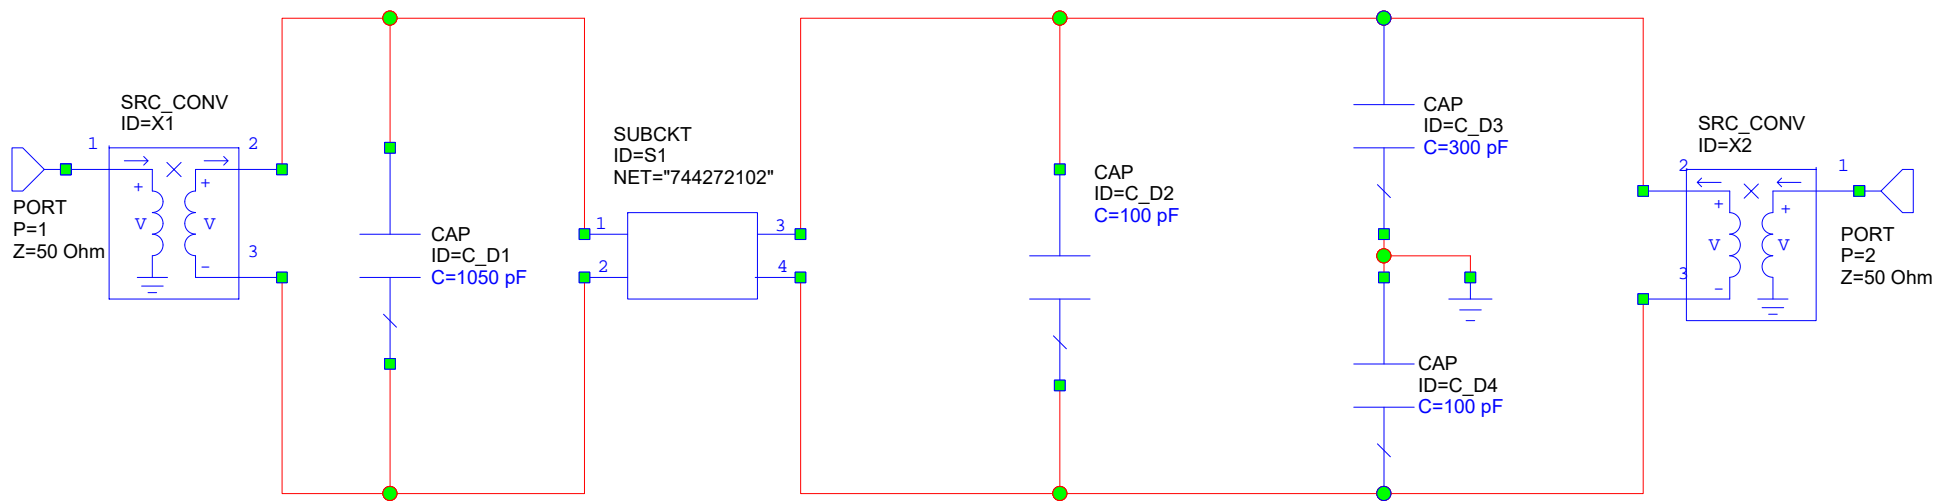 SRC_CONV
ID=X1
1
2
3
+
+
V
V
-
PORT
P=1
Z=50 Ohm
CAP
ID=C_D1
C=1050 pF
SUBCKT
ID=S1
NET="744272102"
1
2
3
4
CAP
ID=C_D2
C=100 pF
CAP
ID=C_D3
C=300 pF
CAP
ID=C_D4
C=100 pF
SRC_CONV
ID=X2
2
1
3
+
+
V
V
-
PORT
P=2
Z=50 Ohm